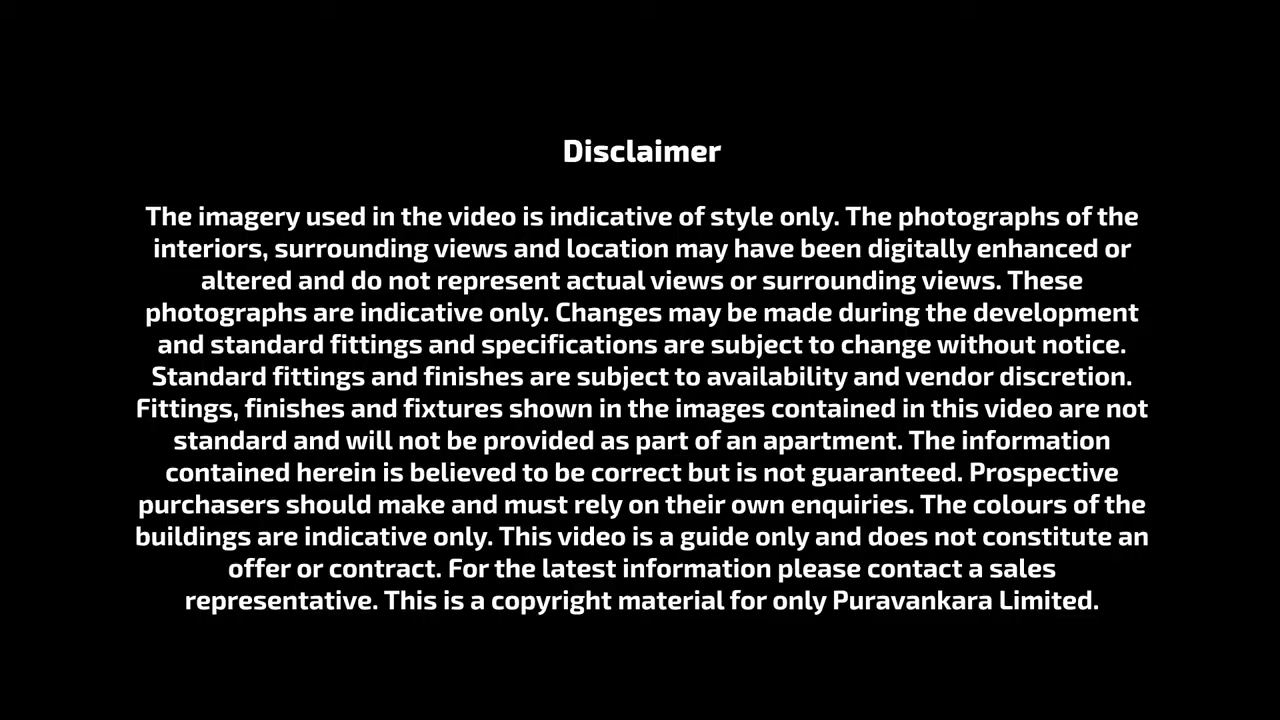 Disclaimer
The imagery used in the video is indicative of style only. The photographs of the
interiors, surrounding views and location may have been digitally enhanced or
altered and do not represent actual views or surrounding views. These
photographs are indicative only. Changes may be made during the development
and standard fittings and specifications are subject to change without notice.
Standard fittings and finishes are subject to availability and vendor discretion.
Fittings, finishes and fixtures shown in the images contained in this video are not
standard and will not be provided as part of an apartment. The information
contained herein is believed to be correct but is not guaranteed. Prospective
purchasers should make and must rely on their own enquiries. The colours of the
buildings are indicative only. This video is a guide only and does not constitute an
offer or contract. For the latest information please contact a sales
representative. This is a copyright material for only Puravankara Limited.